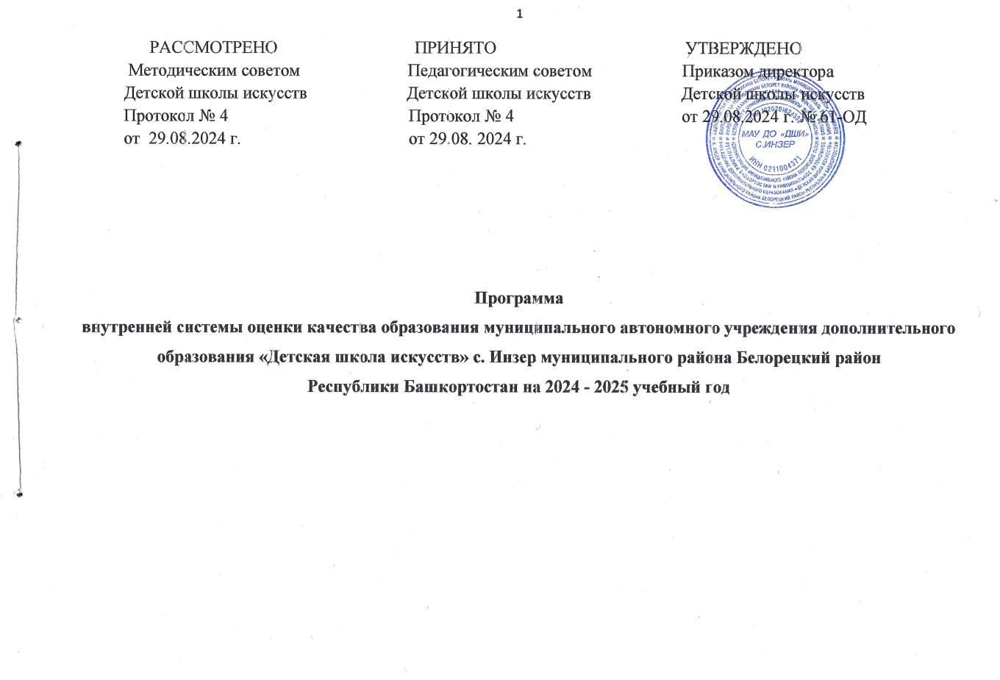 1
РАССМОТРЕНО
Методическим советом
Детской школы искусств
Протокол № 4
от 29.08.2024 г.
ПРИНЯТО
Педагогическим советом
Детской школы искусств
Протокол № 4
от 29.08. 2024 г.
УТВЕРЖДЕНО
Приказом директора
Детской школы искусств
от 29.08.2024 г. № 61-ОД
МАУ ДО «ДШИ»
С.ИНЗЕР
ИНН 0211004371
Программа
внутренней системы оценки качества образования муниципального автономного учреждения дополнительного
образования «Детская школа искусств» с. Инзер муниципального района Белорецкий район
Республики Башкортостан на 2024 - 2025 учебный год